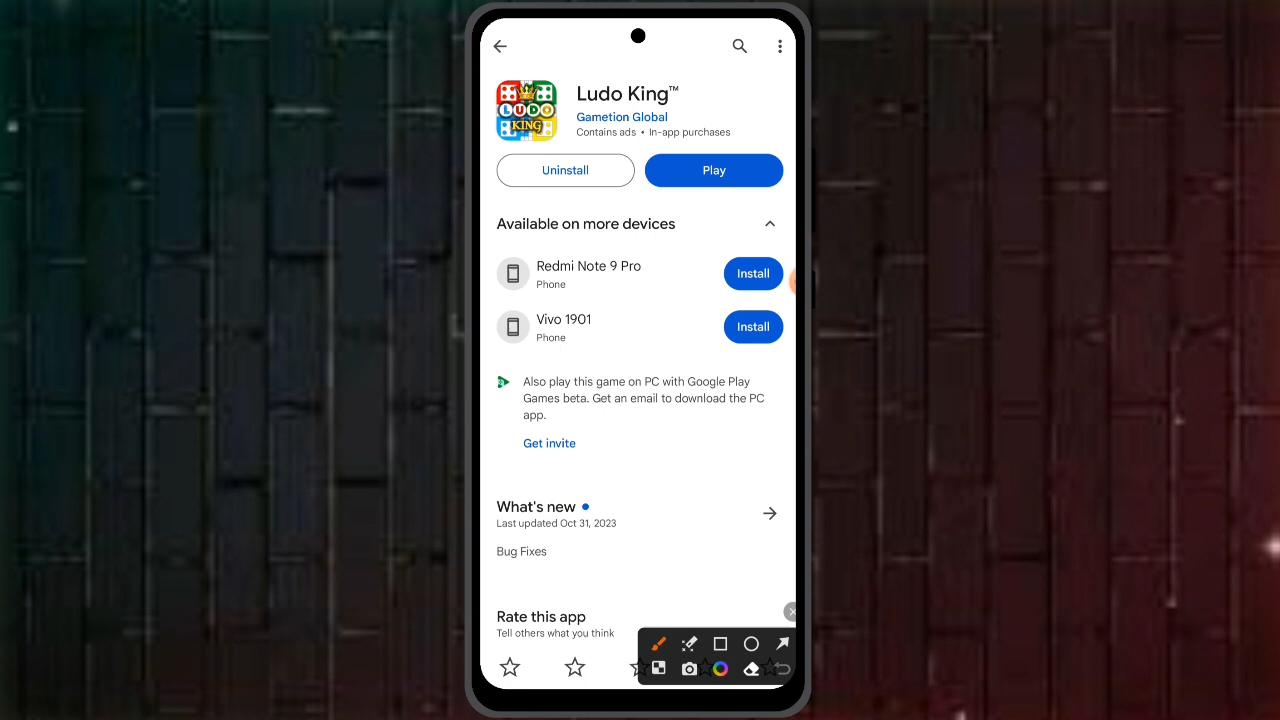 Ludo King™
LUDO
KING
Gametion Global
Contains ads • In-app purchases
Uninstall
Play
Available on more devices
Redmi Note 9 Pro
Phone
Install
Vivo 1901
Phone
Install
Also play this game on PC with Google Play
Games beta. Get an email to download the PC
app.
Get invite
What's new
Last updated Oct 31, 2023
Bug Fixes
Rate this app
Tell others what you think